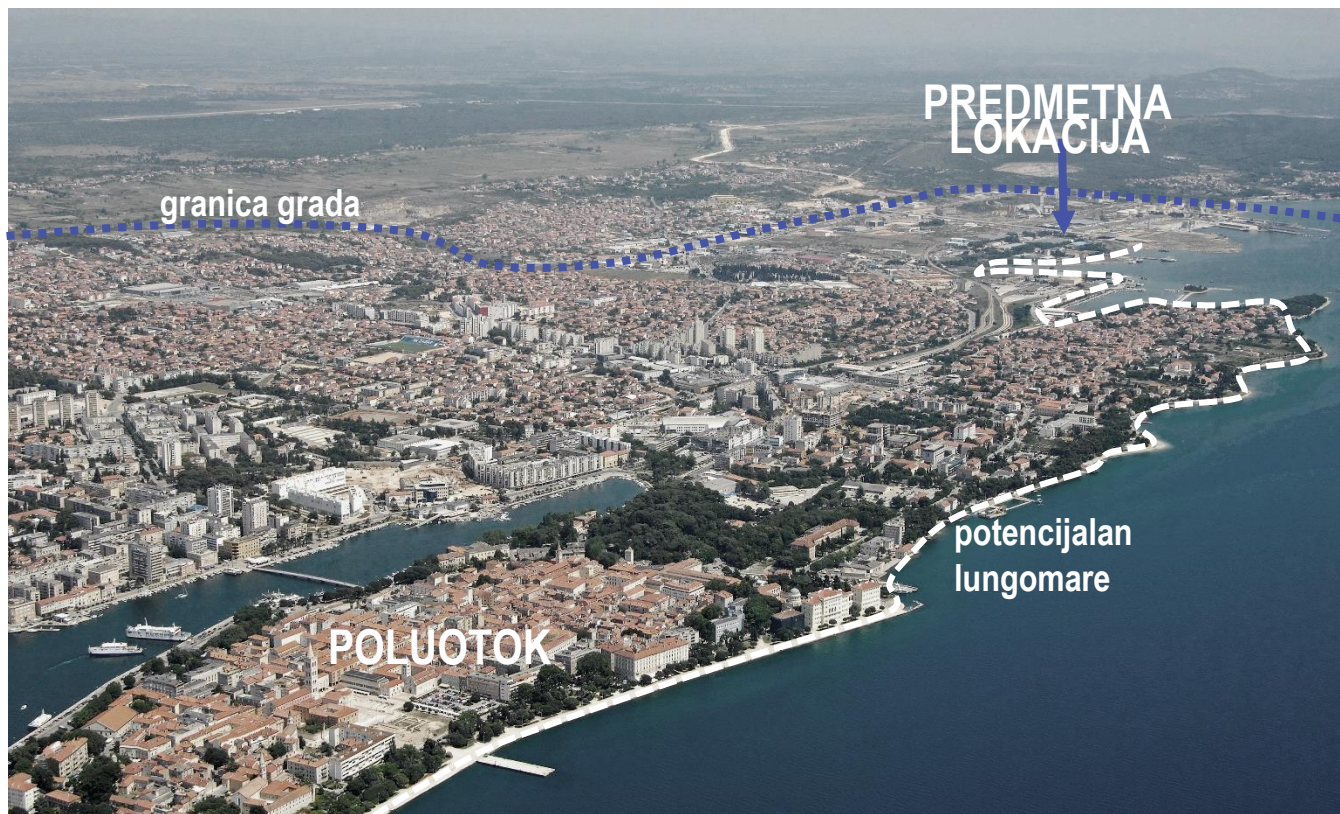 PREDMETNA
LOKACIJA
granica grada
potencijalan
lungomare
POLUOTOK